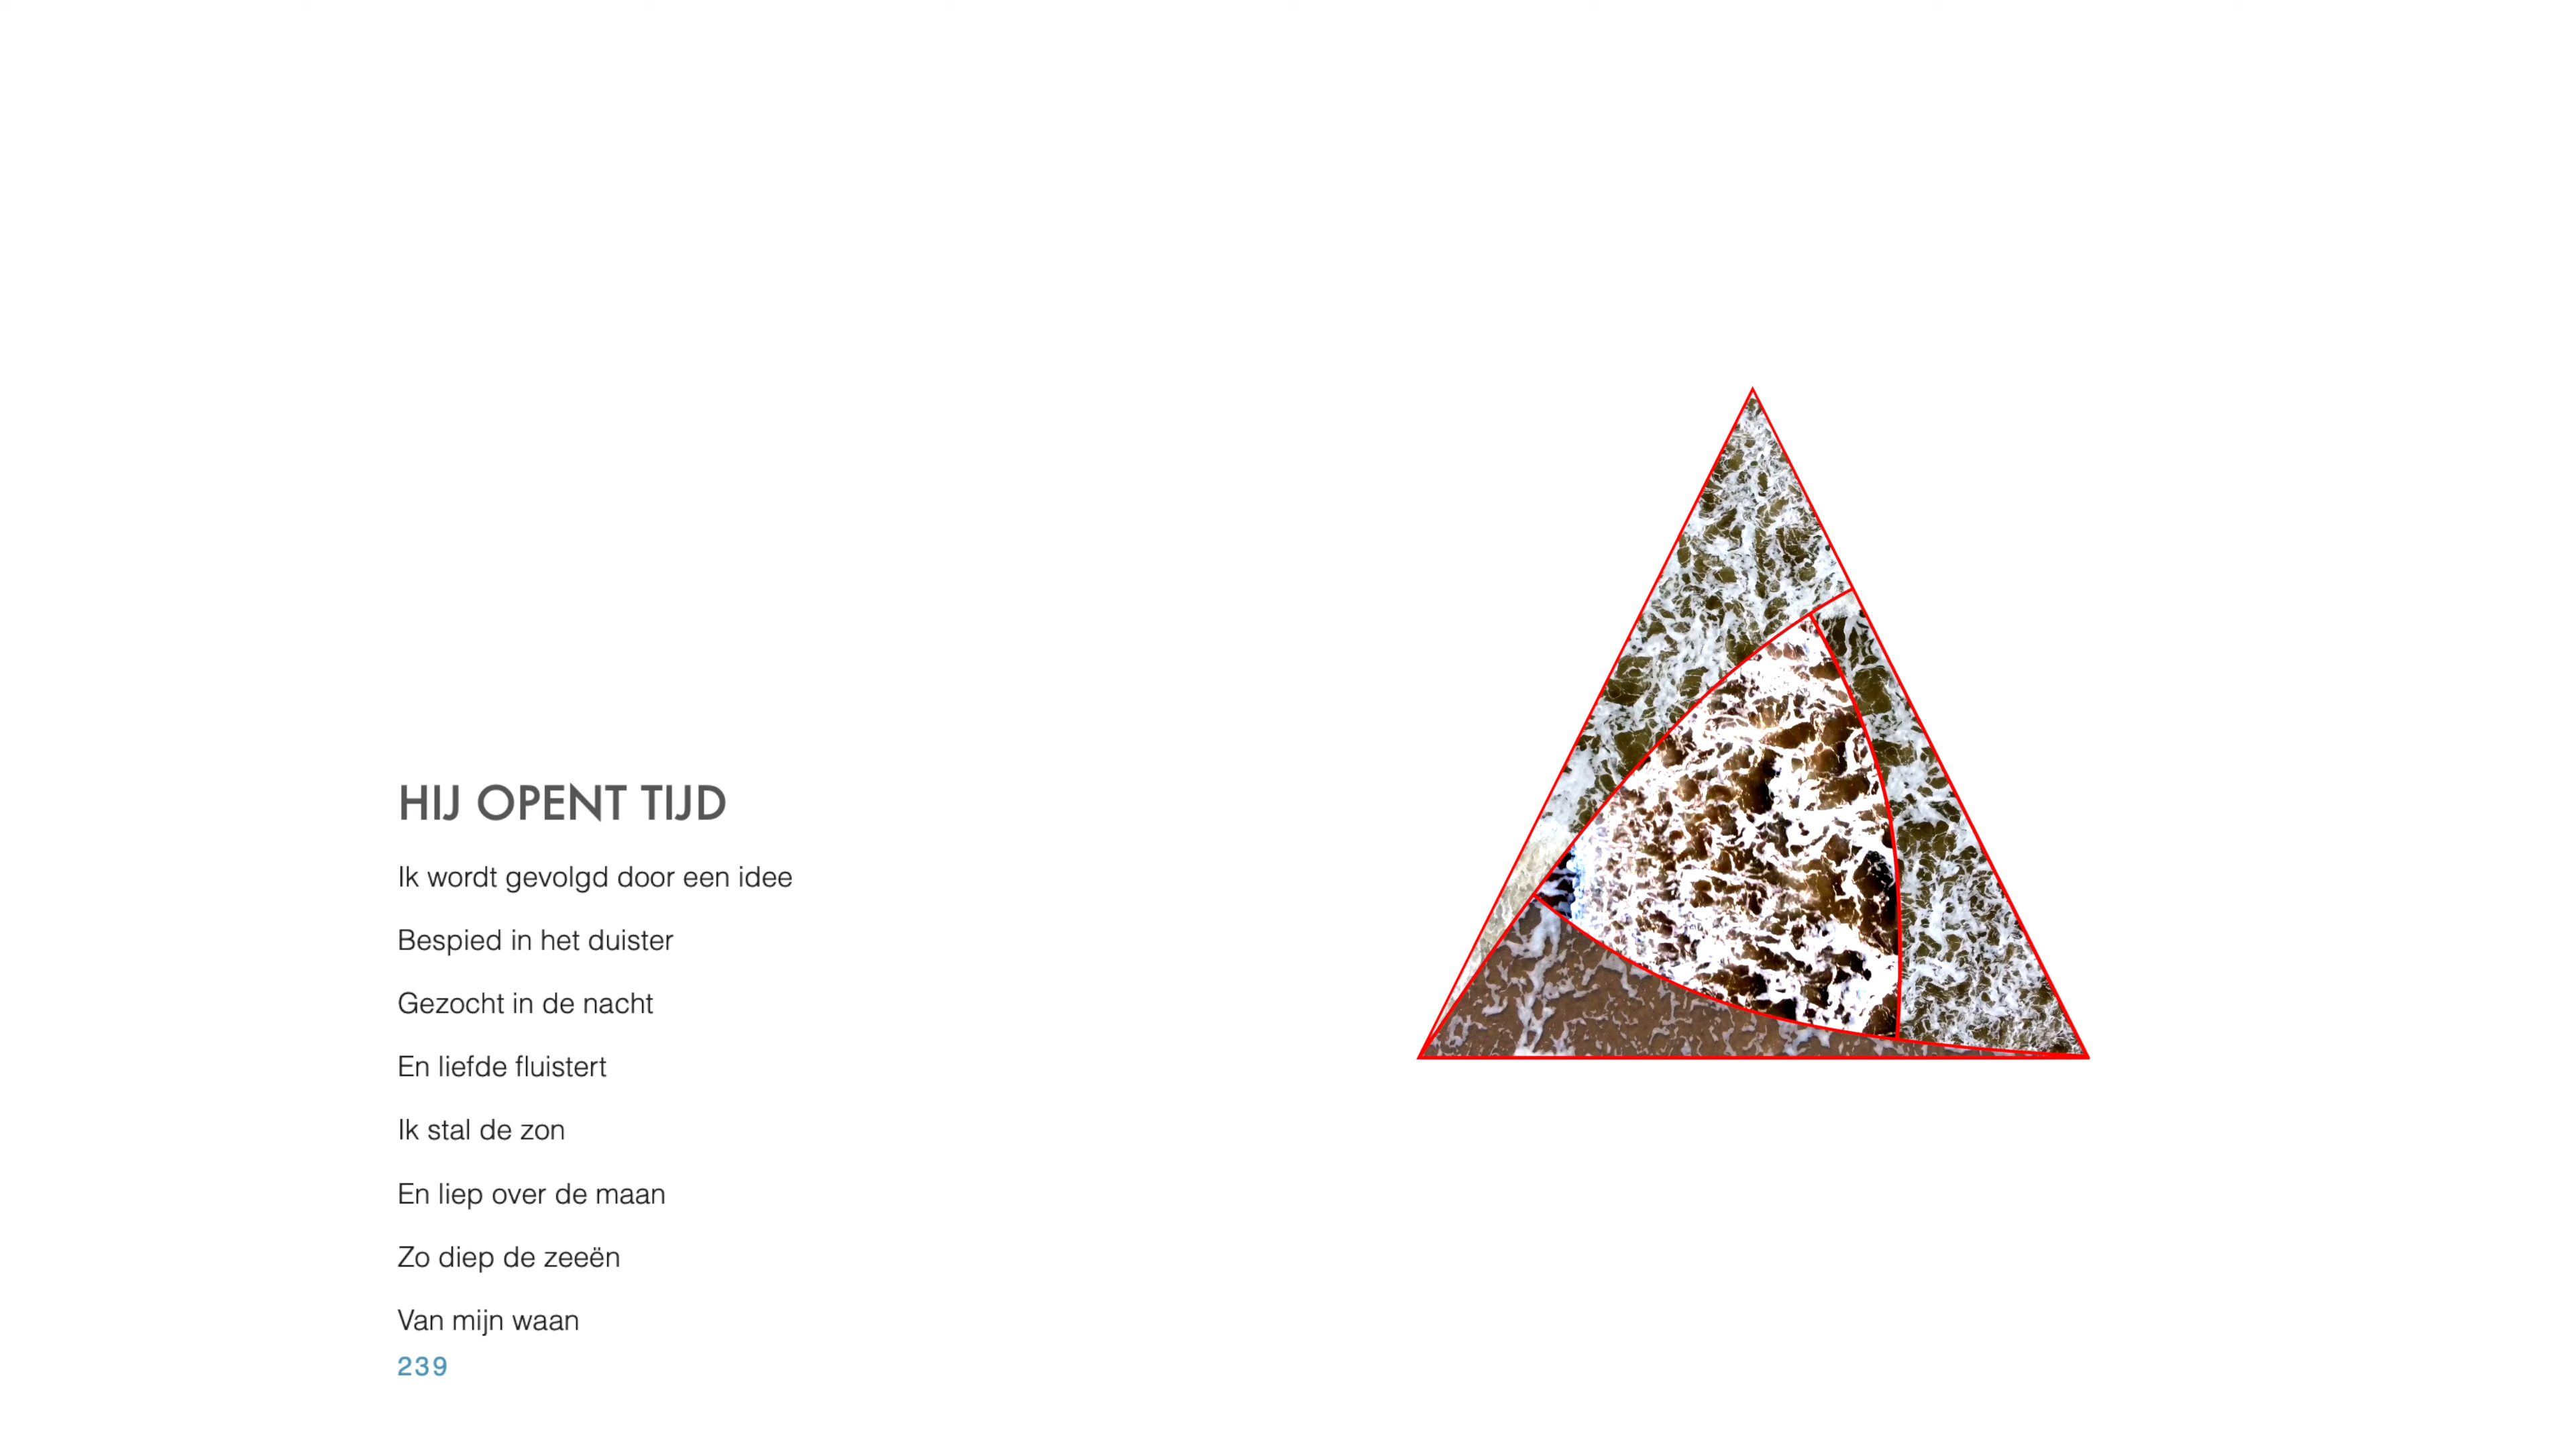 HIJ OPENT TIJD
Ik wordt gevolgd door een idee
Bespied in het duister
Gezocht in de nacht
En liefde fluistert
Ik stal de zon
En liep over de maan
Zo diep de zeeën
Van mijn waan
239